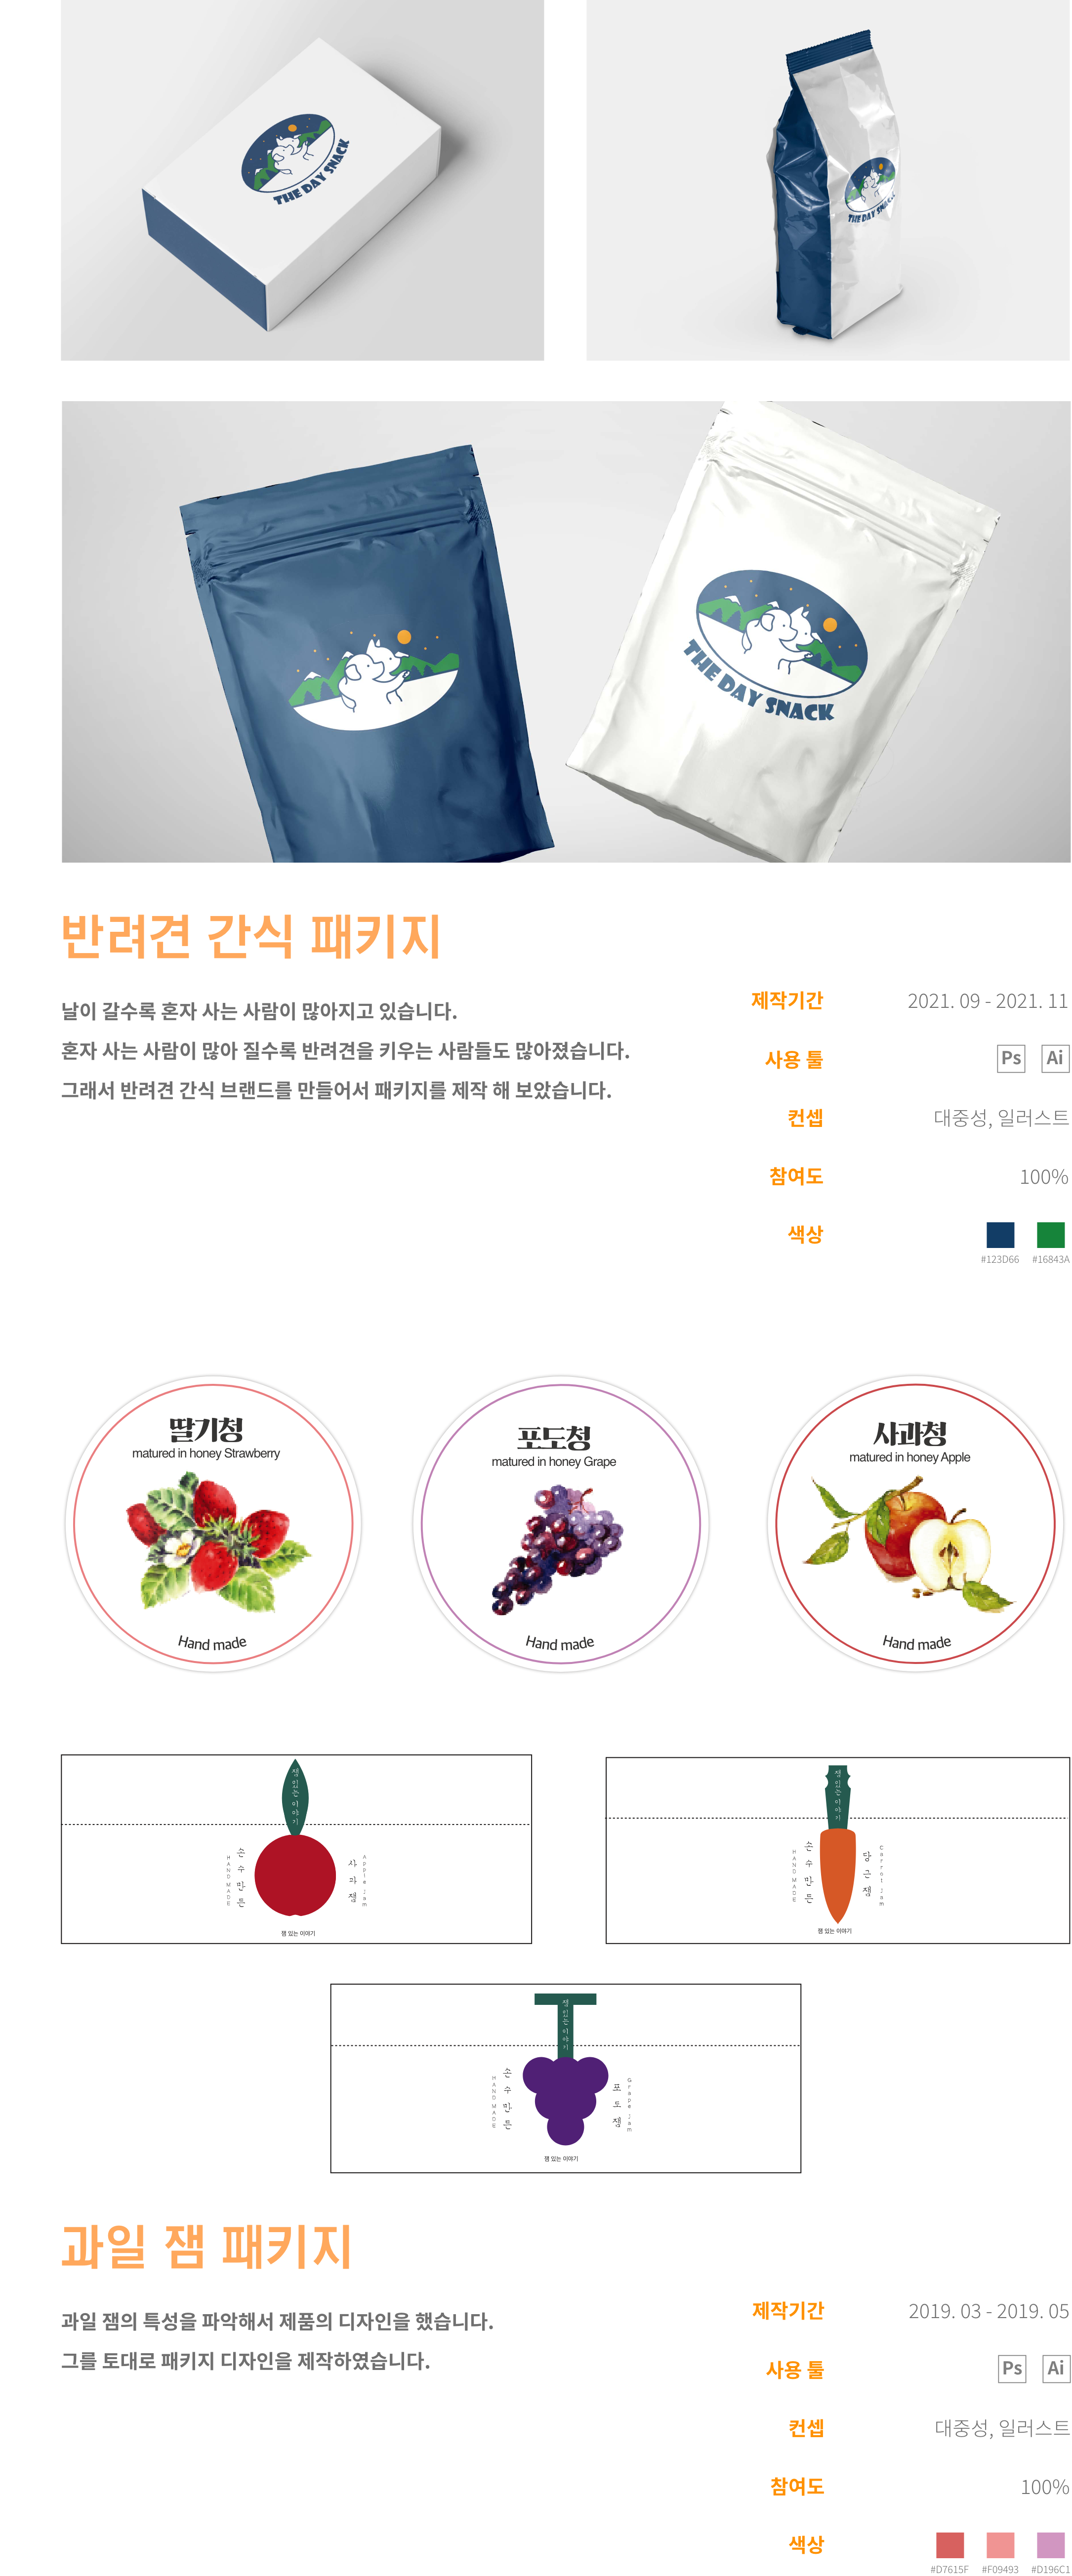 THE DAY SNACK
THE DAY SNACK
THE DAY SNACK
반려견 간식 패키지
날이 갈수록 혼자 사는 사람이 많아지고 있습니다.
혼자 사는 사람이 많아 질수록 반려견을 키우는 사람들도 많아졌습니다.
그래서 반려견 간식 브랜드를 만들어서 패키지를 제작 해 보았습니다.
제작기간 2021. 09 - 2021. 11
사용 툴 Ps Ai
컨셉 대중성, 일러스트
참여도 100%
색상
#123D66 #16843A
딸기청
matured in honey Strawberry
Hand made
포도청
matured in honey Grape
Hand made
사과청
matured in honey Apple
Hand made
잼있는이야기
HAND MADE
손수만든
사과잼
Apple jam
잼 있는 이야기
잼있는이야기
HAND MADE
손수만든
당근잼
Carrot jam
잼 있는 이야기
잼있는이야기
HAND MADE
손수만든
포도잼
Grape jam
잼 있는 이야기
과일 잼 패키지
과일 잼의 특성을 파악해서 제품의 디자인을 했습니다.
그를 토대로 패키지 디자인을 제작하였습니다.
제작기간 2019. 03 - 2019. 05
사용 툴 Ps Ai
컨셉 대중성, 일러스트
참여도 100%
색상
#D7615F #F09493 #D196C1